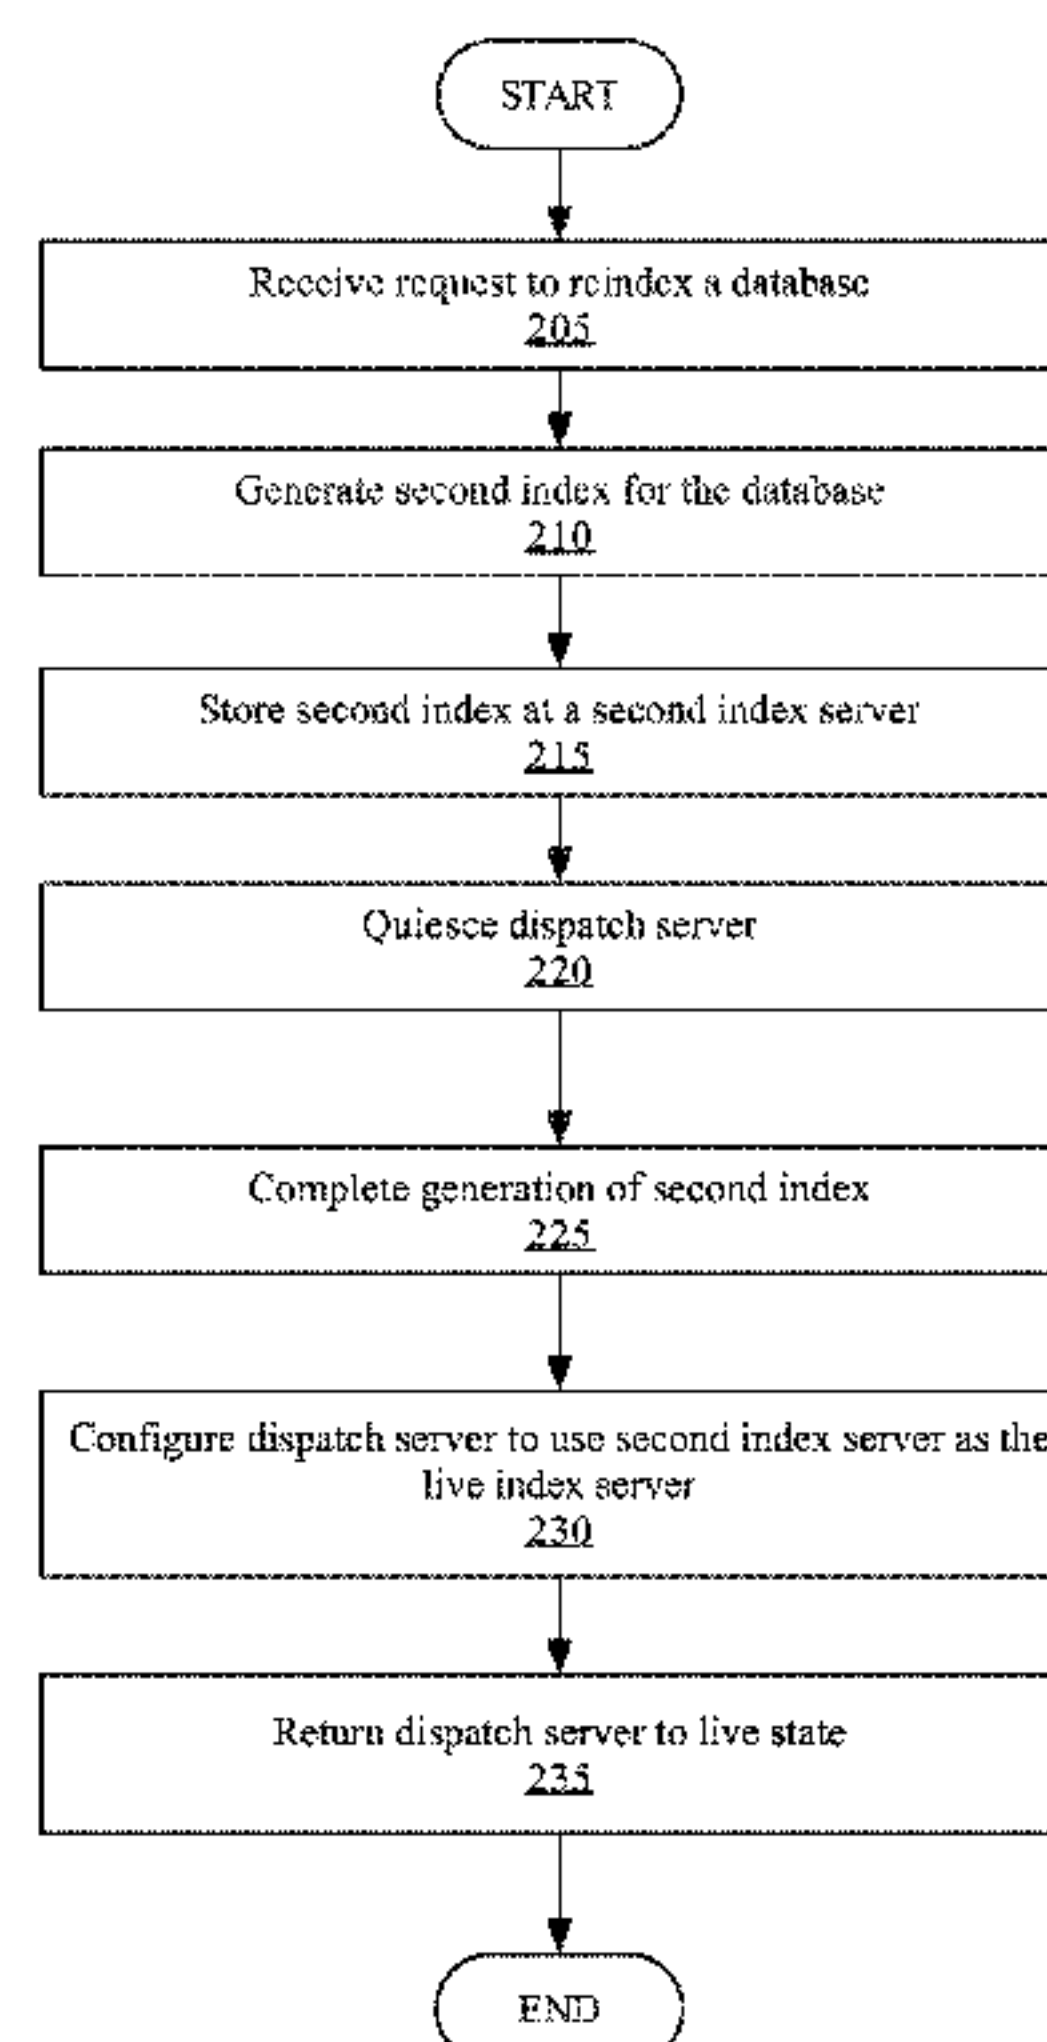 START
Receive request to reindex a database
205
Generate second index for the database
210
Store second index at a second index server
215
Quiesce dispatch server
220
Complete generation of second index
225
Configure dispatch server to use second index server as the
live index server
230
Return dispatch server to live state
235
END